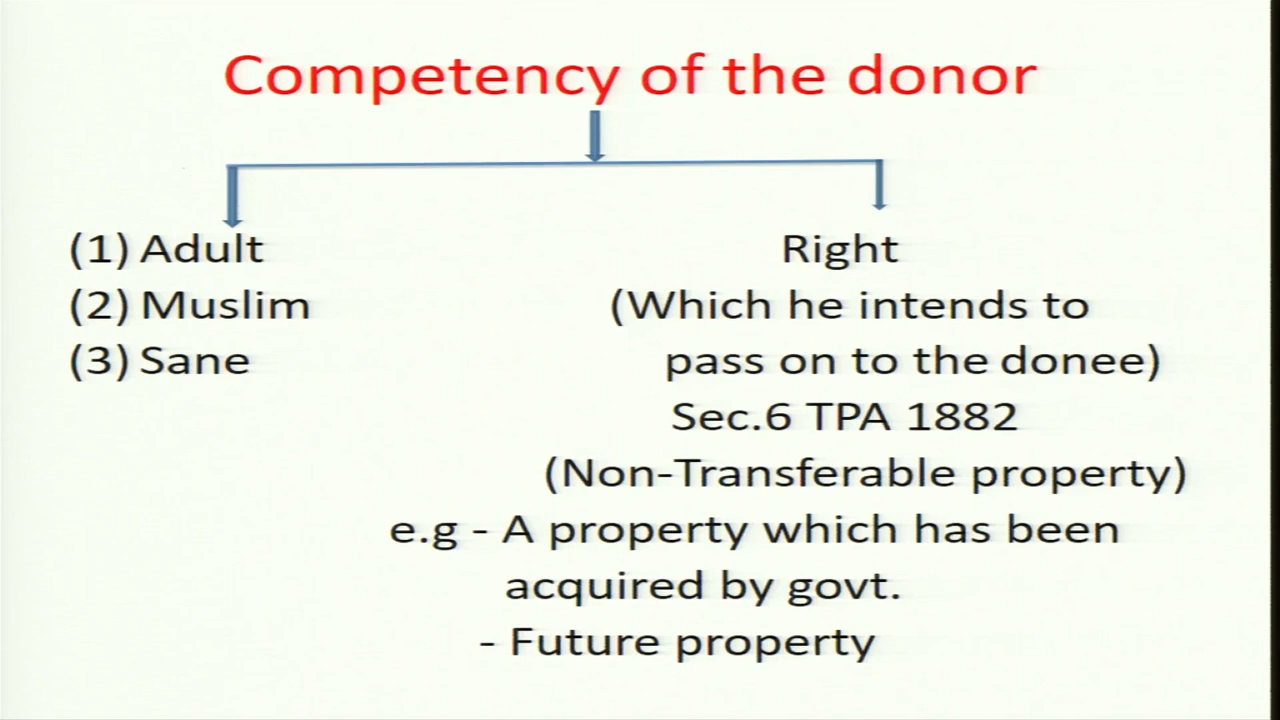 Competency of the donor
(1) Adult
(2) Muslim
(3) Sane
Right
(Which he intends to
pass on to the donee)
Sec.6 TPA 1882
(Non-Transferable property)
e.g - A property which has been
acquired by govt.
- Future property